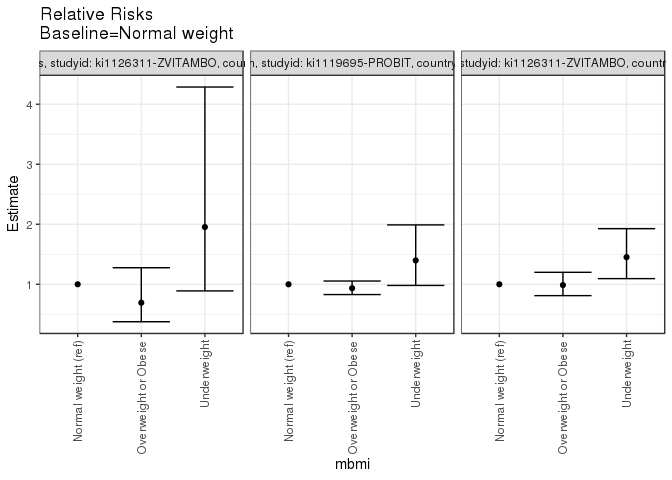 Relative Risks
Baseline=Normal weight
s, studyid: ki1126311-ZVITAMBO, coun
n, studyid: ki1119695-PROBIT, country
studyid: ki1126311-ZVITAMBO, countr
Estimate
4
3
2
1
Normal weight (ref)
Overweight or Obese
Underweight
Normal weight (ref)
Overweight or Obese
Underweight
Normal weight (ref)
Overweight or Obese
Underweight
mbmi